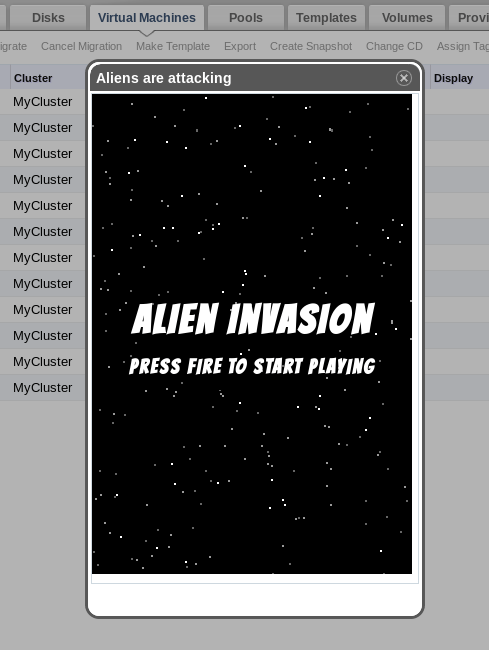 Disks Virtual Machines Pools Templates Volumes Provi
igrate Cancel Migration Make Template Export Create Snapshot Change CD Assign Tag
Cluster Display
Aliens are attacking
MyCluster
MyCluster
MyCluster
MyCluster
MyCluster
MyCluster
MyCluster
MyCluster
MyCluster
MyCluster
MyCluster
MyCluster
ALIEN INVASION
PRESS FIRE TO START PLAYING